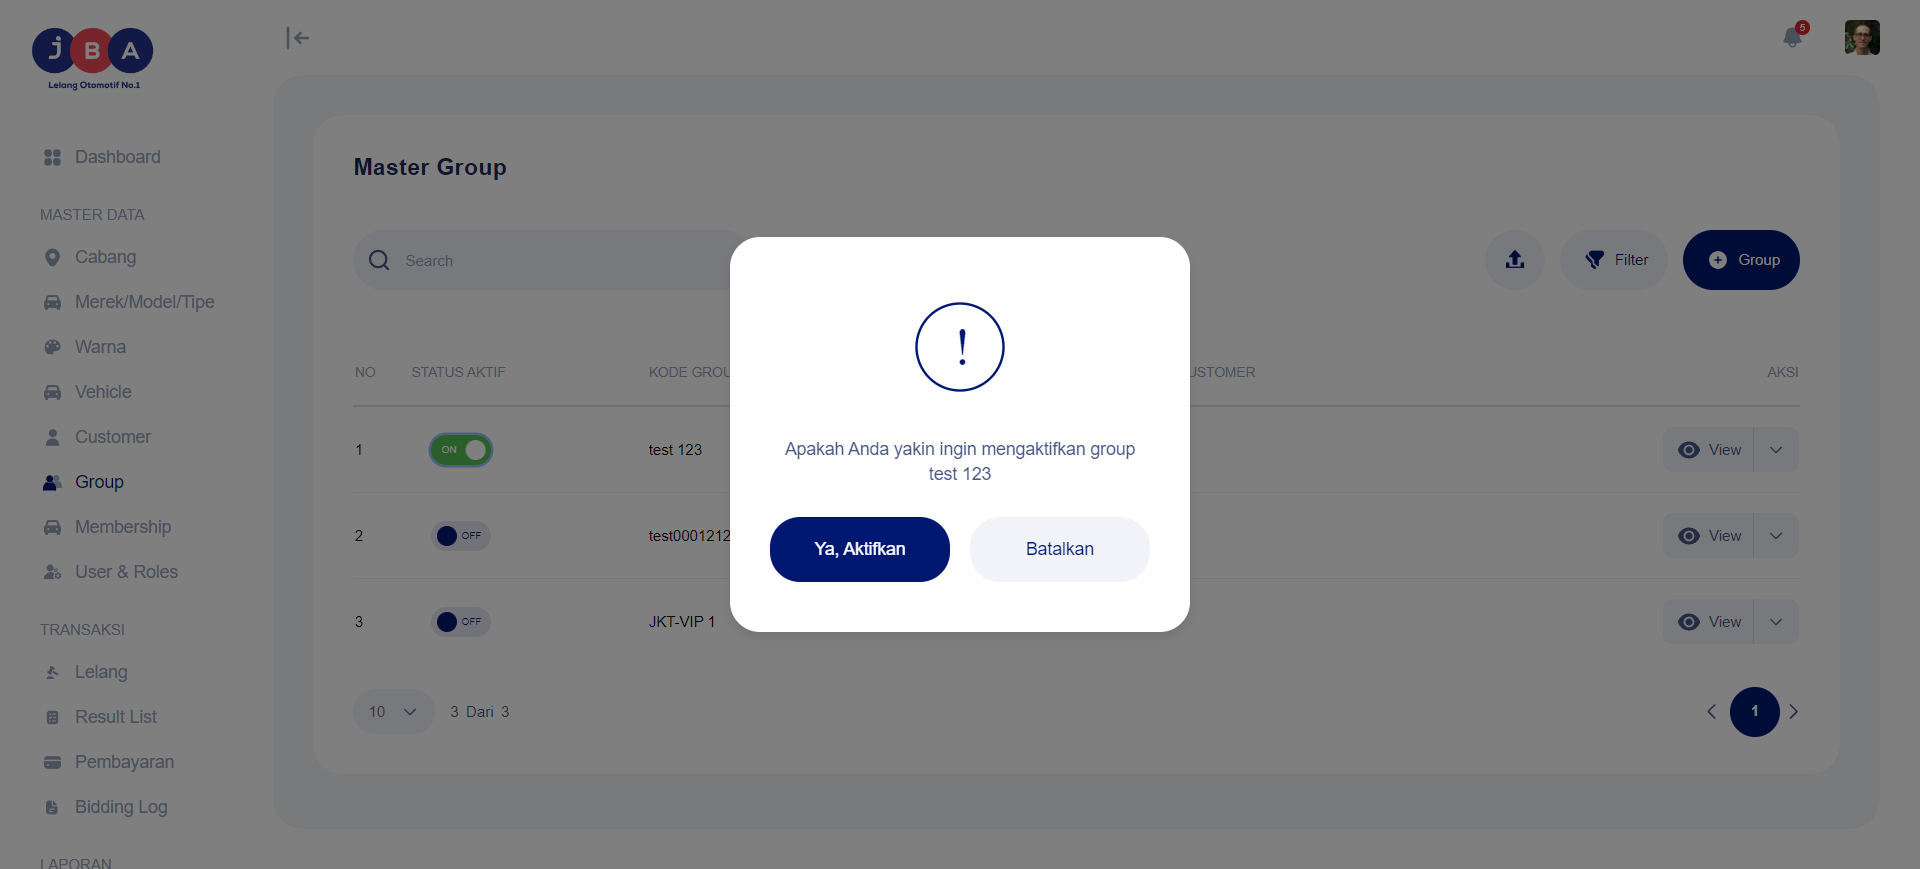 JBA
Lelang Otomotif No.1
5
Dashboard
MASTER DATA
Cabang
Merek/Model/Tipe
Warna
Vehicle
Customer
Group
Membership
User & Roles
TRANSAKSI
Lelang
Result List
Pembayaran
Bidding Log
LAPORAN
Master Group
Search
Filter
Group
NO STATUS AKTIF KODE GROU USTOMER AKSI
1 ON test 123 View
2 OFF test0001212 View
3 OFF JKT-VIP 1 View
10 3 Dari 3
1
!
Apakah Anda yakin ingin mengaktifkan group
test 123
Ya, Aktifkan
Batalkan